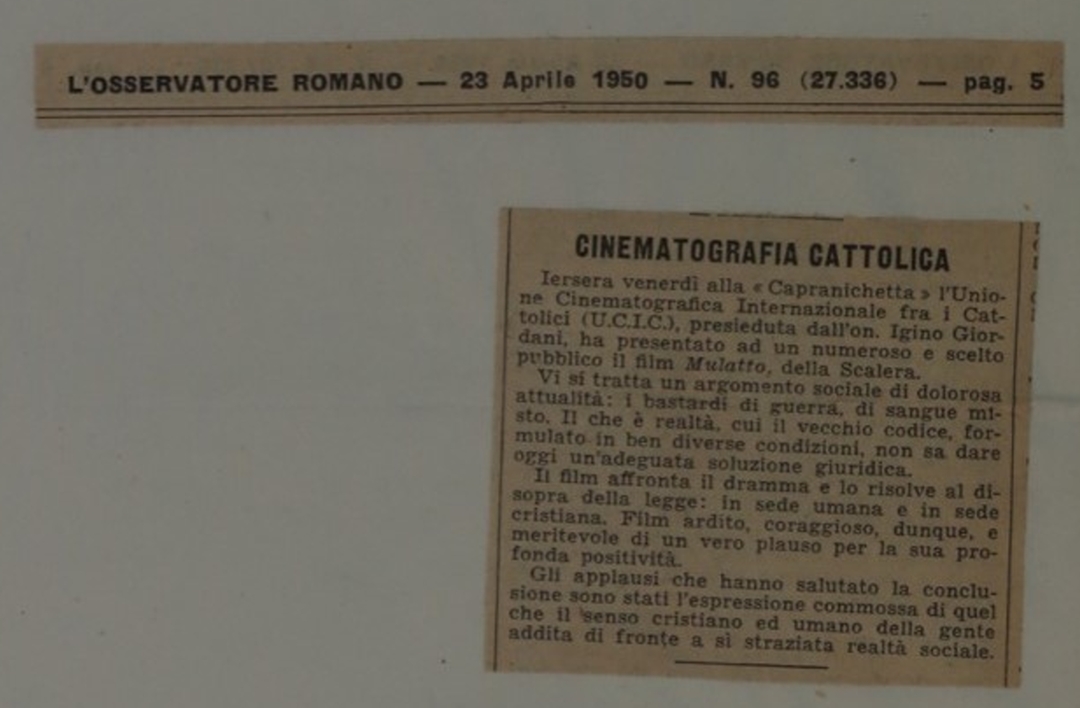 L'OSSERVATORE ROMANO — 23 Aprile 1950 — N. 96 (27.336) — pag. 5
CINEMATOGRAFIA CATTOLICA
Iersera venerdì alla « Capranichetta » l'Unio-
ne Cinematografica Internazionale fra i Cat-
tolici (U.C.I.C.), presieduta dall'on. Igino Gior-
dani, ha presentato ad un numeroso e scelto
pubblico il film Mulatto, della Scalera.
Vi si tratta un argomento sociale di dolorosa
attualità: i bastardi di guerra, di sangue mi-
sto. Il che è realtà, cui il vecchio codice, for-
mulato in ben diverse condizioni, non sa dare
oggi un'adeguata soluzione giuridica.
Il film affronta il dramma e lo risolve al di-
sopra della legge: in sede umana e in sede
cristiana. Film ardito, coraggioso, dunque, e
meritevole di un vero plauso per la sua pro-
fonda positività.
Gli applausi che hanno salutato la conclu-
sione sono stati l'espressione commossa di quel
che il senso cristiano ed umano della gente
addita di fronte a sì straziata realtà sociale.